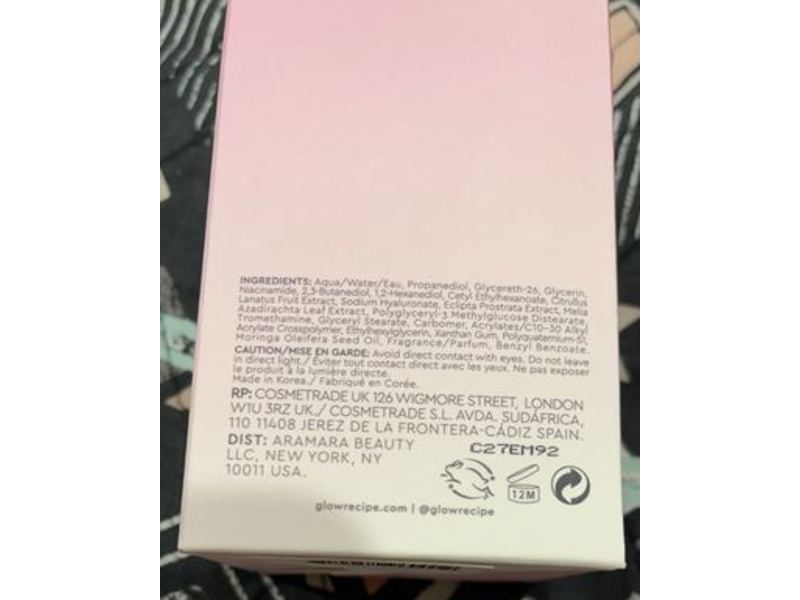 INGREDIENTS: Aqua/Water/Eau, Propanediol, Glycereth-26, Glycerin,
Niacinamide, 2,3-Butanediol, 1,2-Hexanediol, Cetyl Ethylhexanoate, Citrullus
Lanatus Fruit Extract, Sodium Hyaluronate, Eclipta Prostrata Extract, Melia
Azadirachta Leaf Extract, Polyglyceryl-3 Methylglucose Distearate,
Tromethamine, Glyceryl Stearate, Carbomer, Acrylates/C10-30 Alkyl
Acrylate Crosspolymer, Ethylhexylglycerin, Xanthan Gum, Polyquaternium-51,
Moringa Oleifera Seed Oil, Fragrance/Parfum, Benzyl Benzoate.
CAUTION/MISE EN GARDE: Avoid direct contact with eyes. Do not leave
in direct light./ Éviter tout contact direct avec les yeux. Ne pas exposer
le produit à la lumière directe.
Made in Korea./ Fabriqué en Corée.
RP: COSMETRADE UK 126 WIGMORE STREET, LONDON
W1U 3RZ UK./ COSMETRADE S.L. AVDA. SUDÁFRICA,
110 11408 JEREZ DE LA FRONTERA-CÁDIZ SPAIN.
DIST: ARAMARA BEAUTY
LLC, NEW YORK, NY
10011 USA.
C27EM92
12M
glowrecipe.com | @glowrecipe